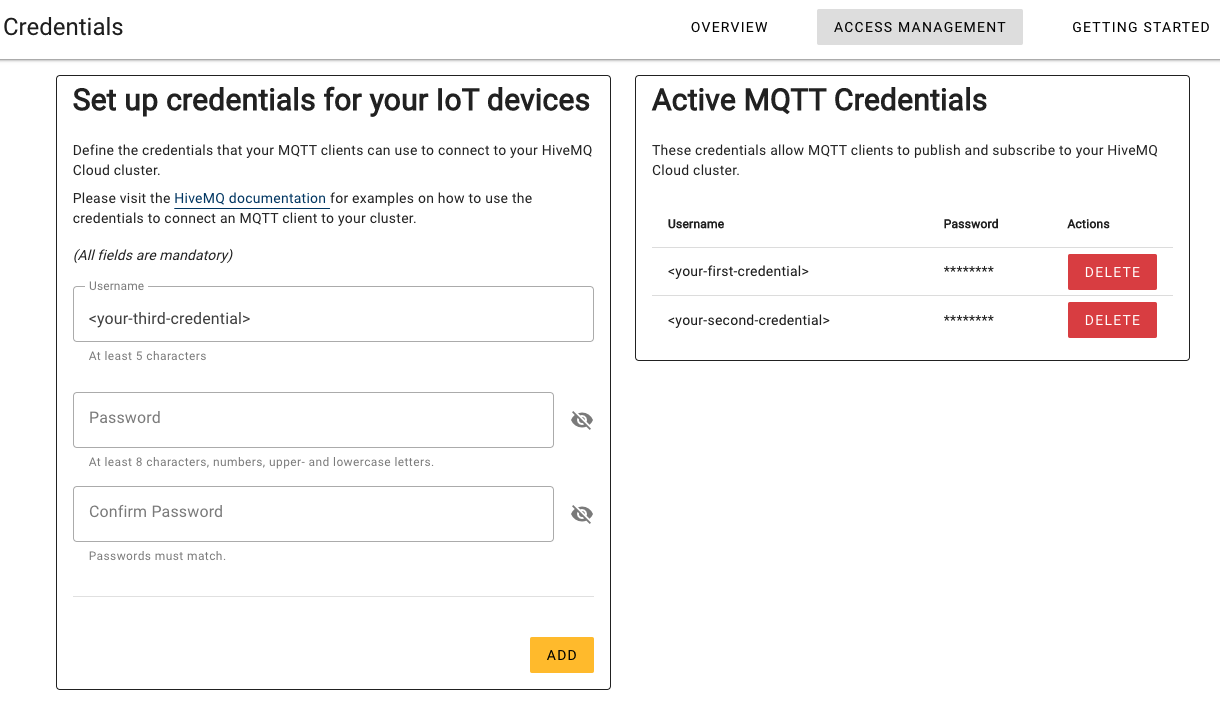 Credentials
OVERVIEW
ACCESS MANAGEMENT
GETTING STARTED
Set up credentials for your IoT devices
Define the credentials that your MQTT clients can use to connect to your HiveMQ
Cloud cluster.
Please visit the HiveMQ documentation for examples on how to use the
credentials to connect an MQTT client to your cluster.
(All fields are mandatory)
Username
<your-third-credential>
At least 5 characters
Password
At least 8 characters, numbers, upper- and lowercase letters.
Confirm Password
Passwords must match.
ADD
Active MQTT Credentials
These credentials allow MQTT clients to publish and subscribe to your HiveMQ
Cloud cluster.
Username Password Actions
<your-first-credential> ******** DELETE
<your-second-credential> ******** DELETE